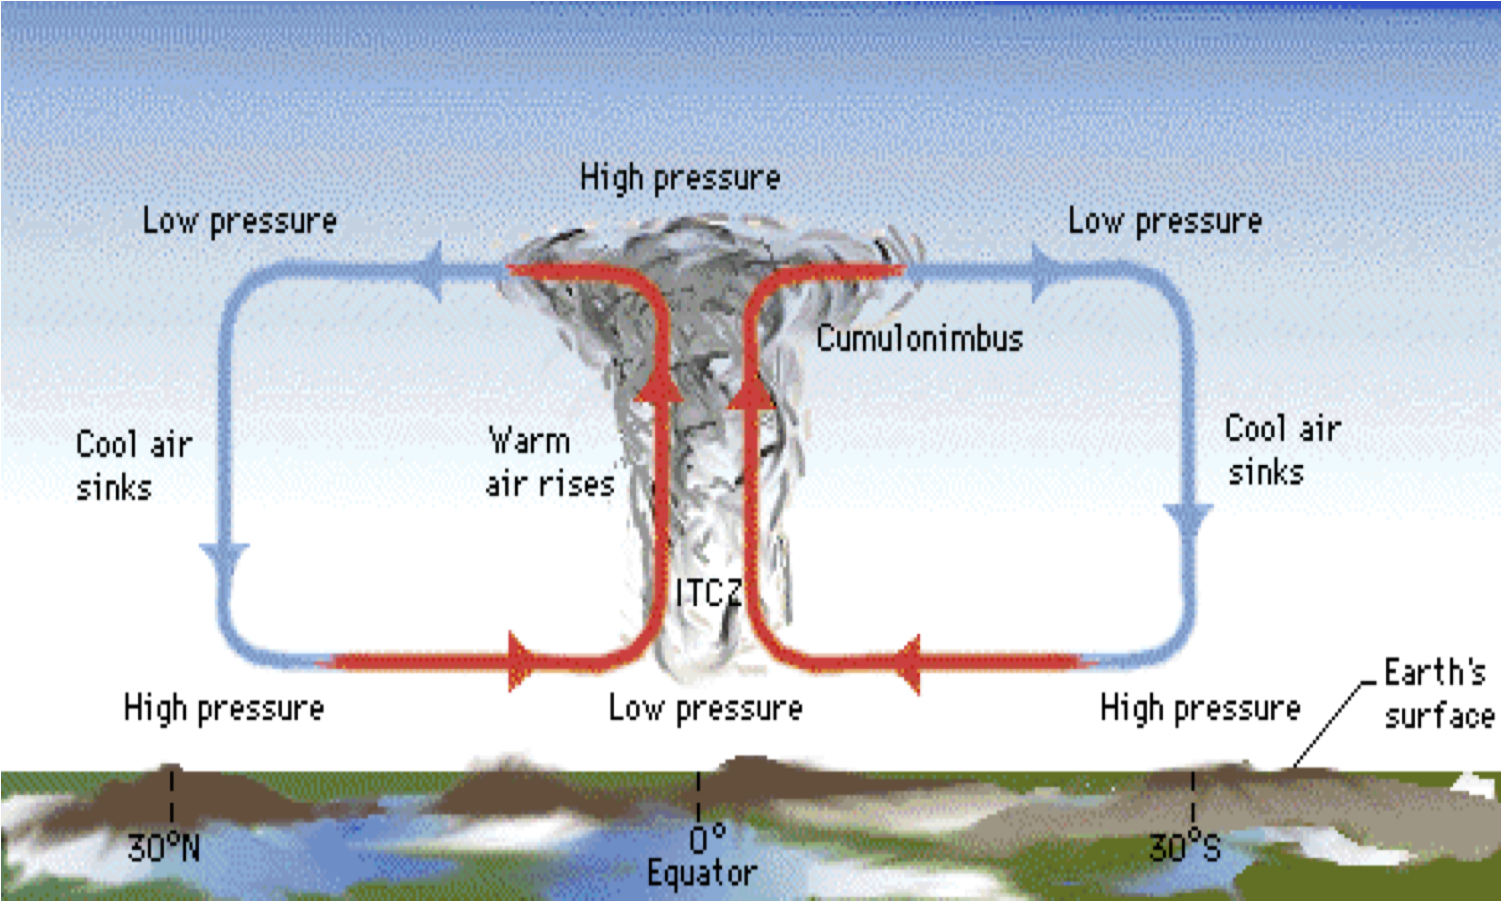 High pressure
Low pressure
Low pressure
Cumulonimbus
Cool air
sinks
Warm
air rises
Cool air
sinks
ITCZ
High pressure
Low pressure
High pressure
Earth's
surface
30°N
0°
Equator
30°S